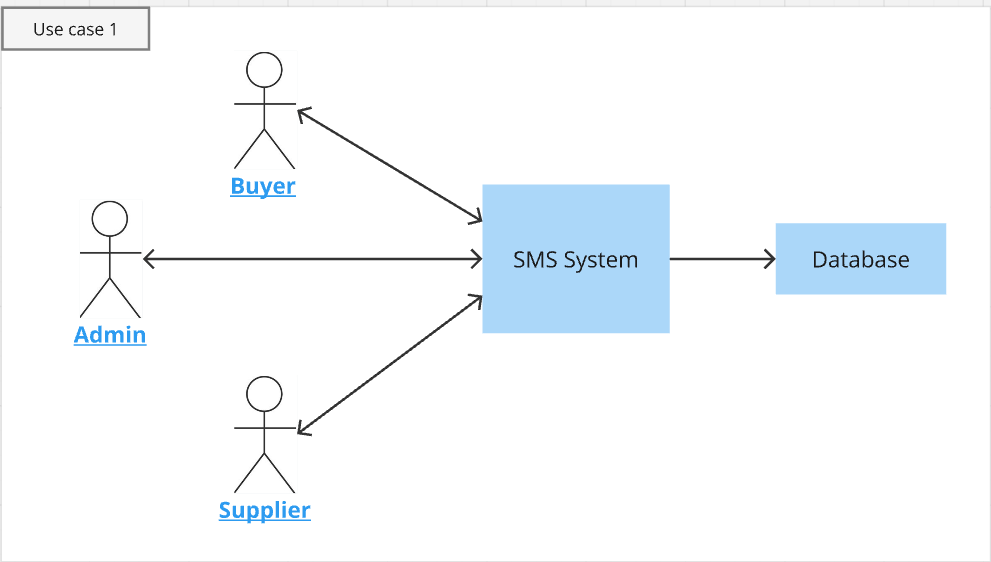 Use case 1
Buyer
Admin
SMS System
Database
Supplier